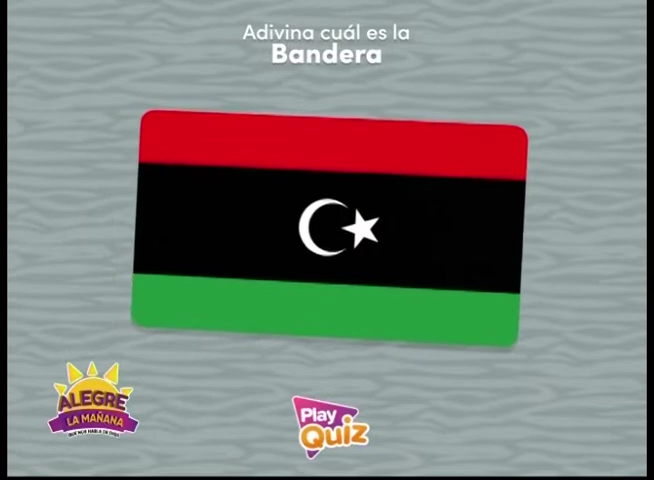 Adivina cuál es la
Bandera
ALEGRE
LA MAÑANA
Play
Quiz